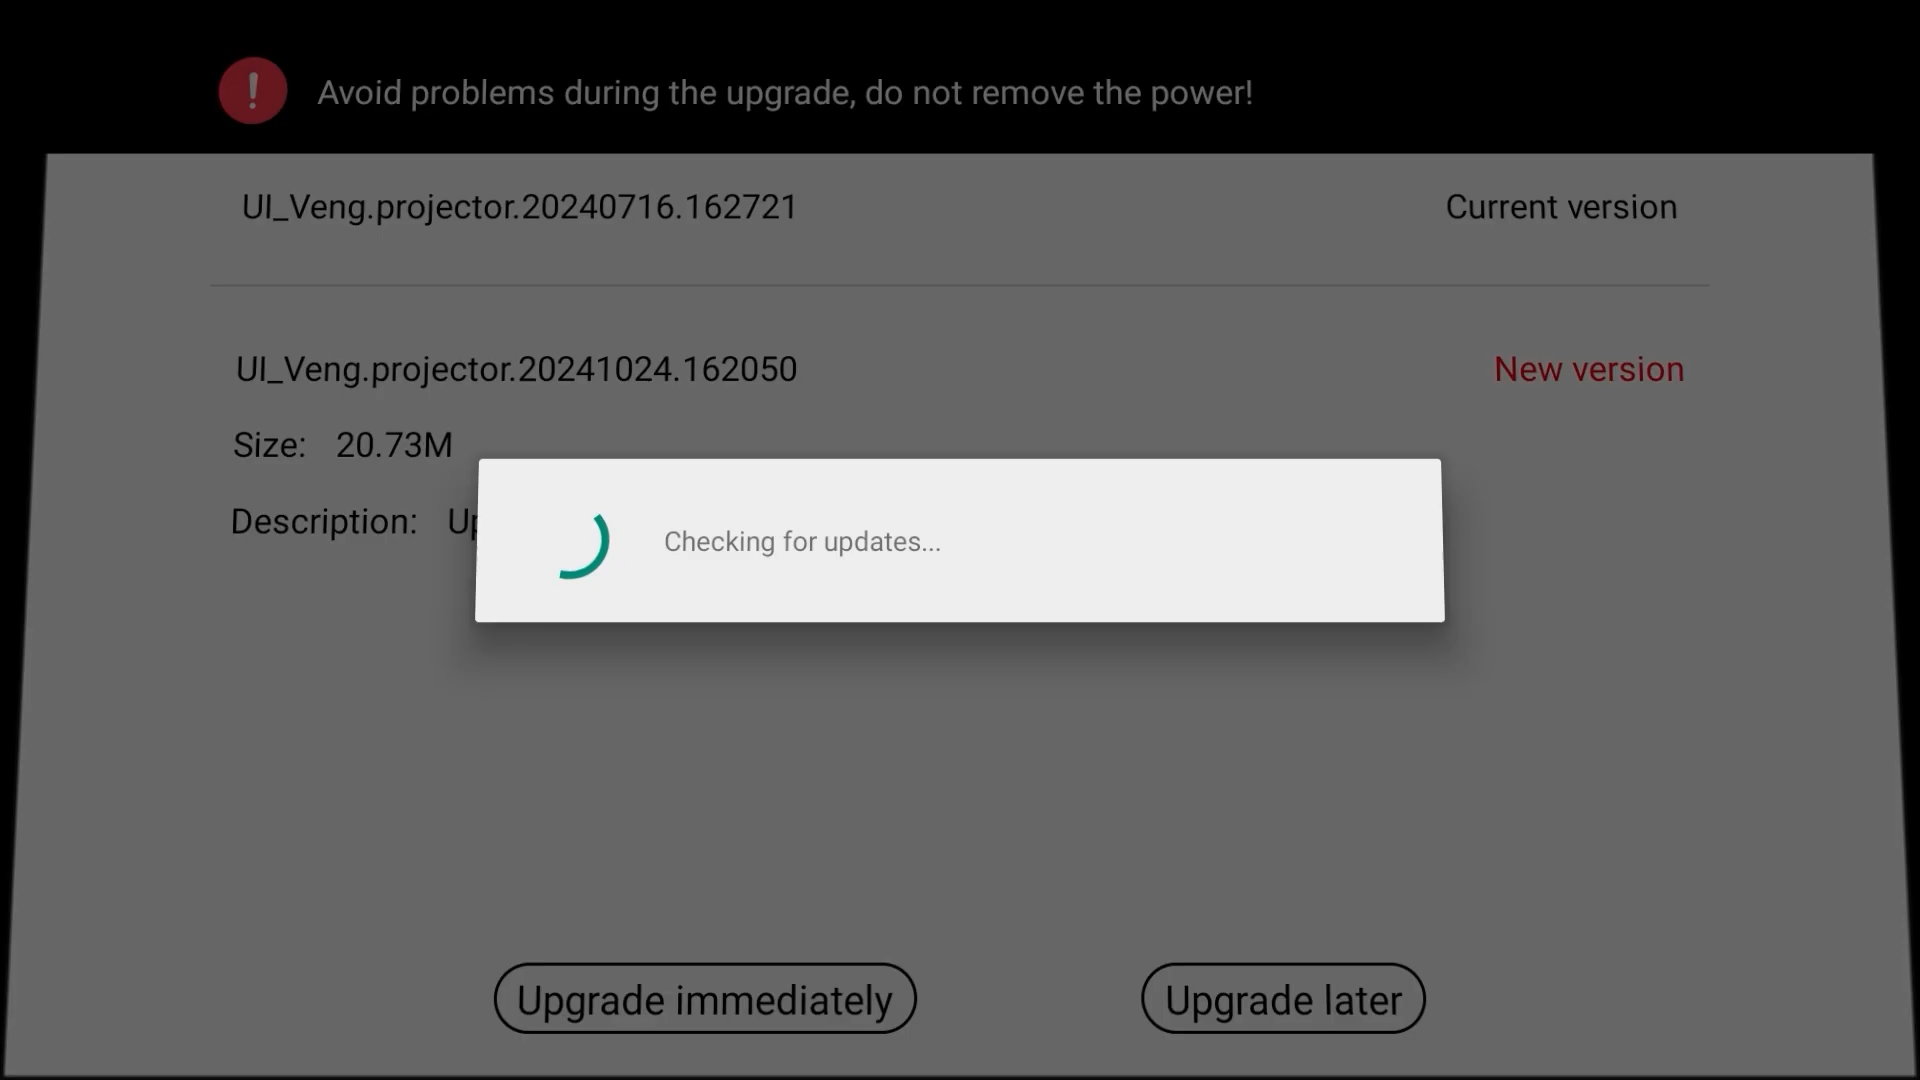 Avoid problems during the upgrade, do not remove the power!
UI_Veng.projector.20240716.162721 Current version
UI_Veng.projector.20241024.162050 New version
Size: 20.73M
Description:
Checking for updates...
Upgrade immediately Upgrade later